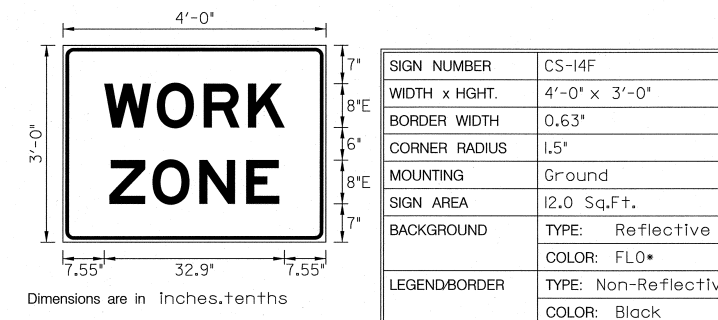 4'-0"
WORK
ZONE
3'-0"
7"
8"E
6"
8"E
7"
7.55" 32.9" 7.55"
Dimensions are in inches.tenths
SIGN NUMBER CS-14F
WIDTH x HGHT. 4'-0" x 3'-0"
BORDER WIDTH 0.63"
CORNER RADIUS 1.5"
MOUNTING Ground
SIGN AREA 12.0 Sq.Ft.
BACKGROUND TYPE: Reflective
COLOR: FLO*
LEGEND/BORDER TYPE: Non-Reflectiv
COLOR: Black